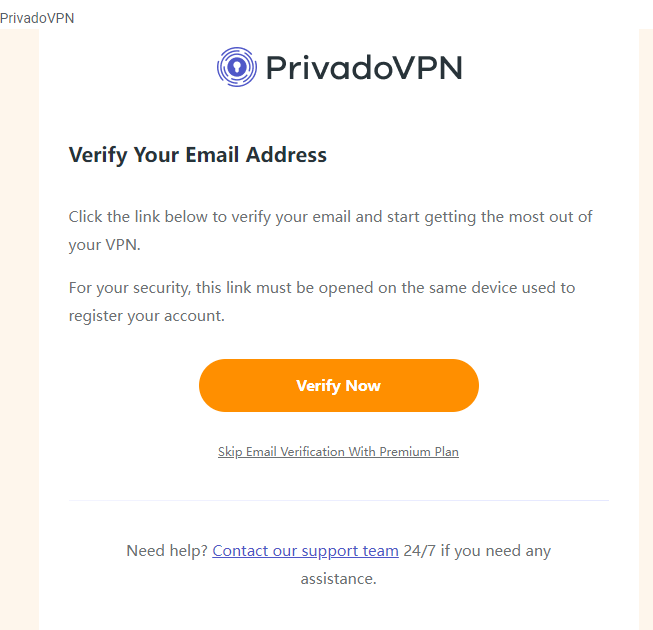 PrivadoVPN
PrivadoVPN
Verify Your Email Address
Click the link below to verify your email and start getting the most out of
your VPN.
For your security, this link must be opened on the same device used to
register your account.
Verify Now
Skip Email Verification With Premium Plan
Need help? Contact our support team 24/7 if you need any
assistance.